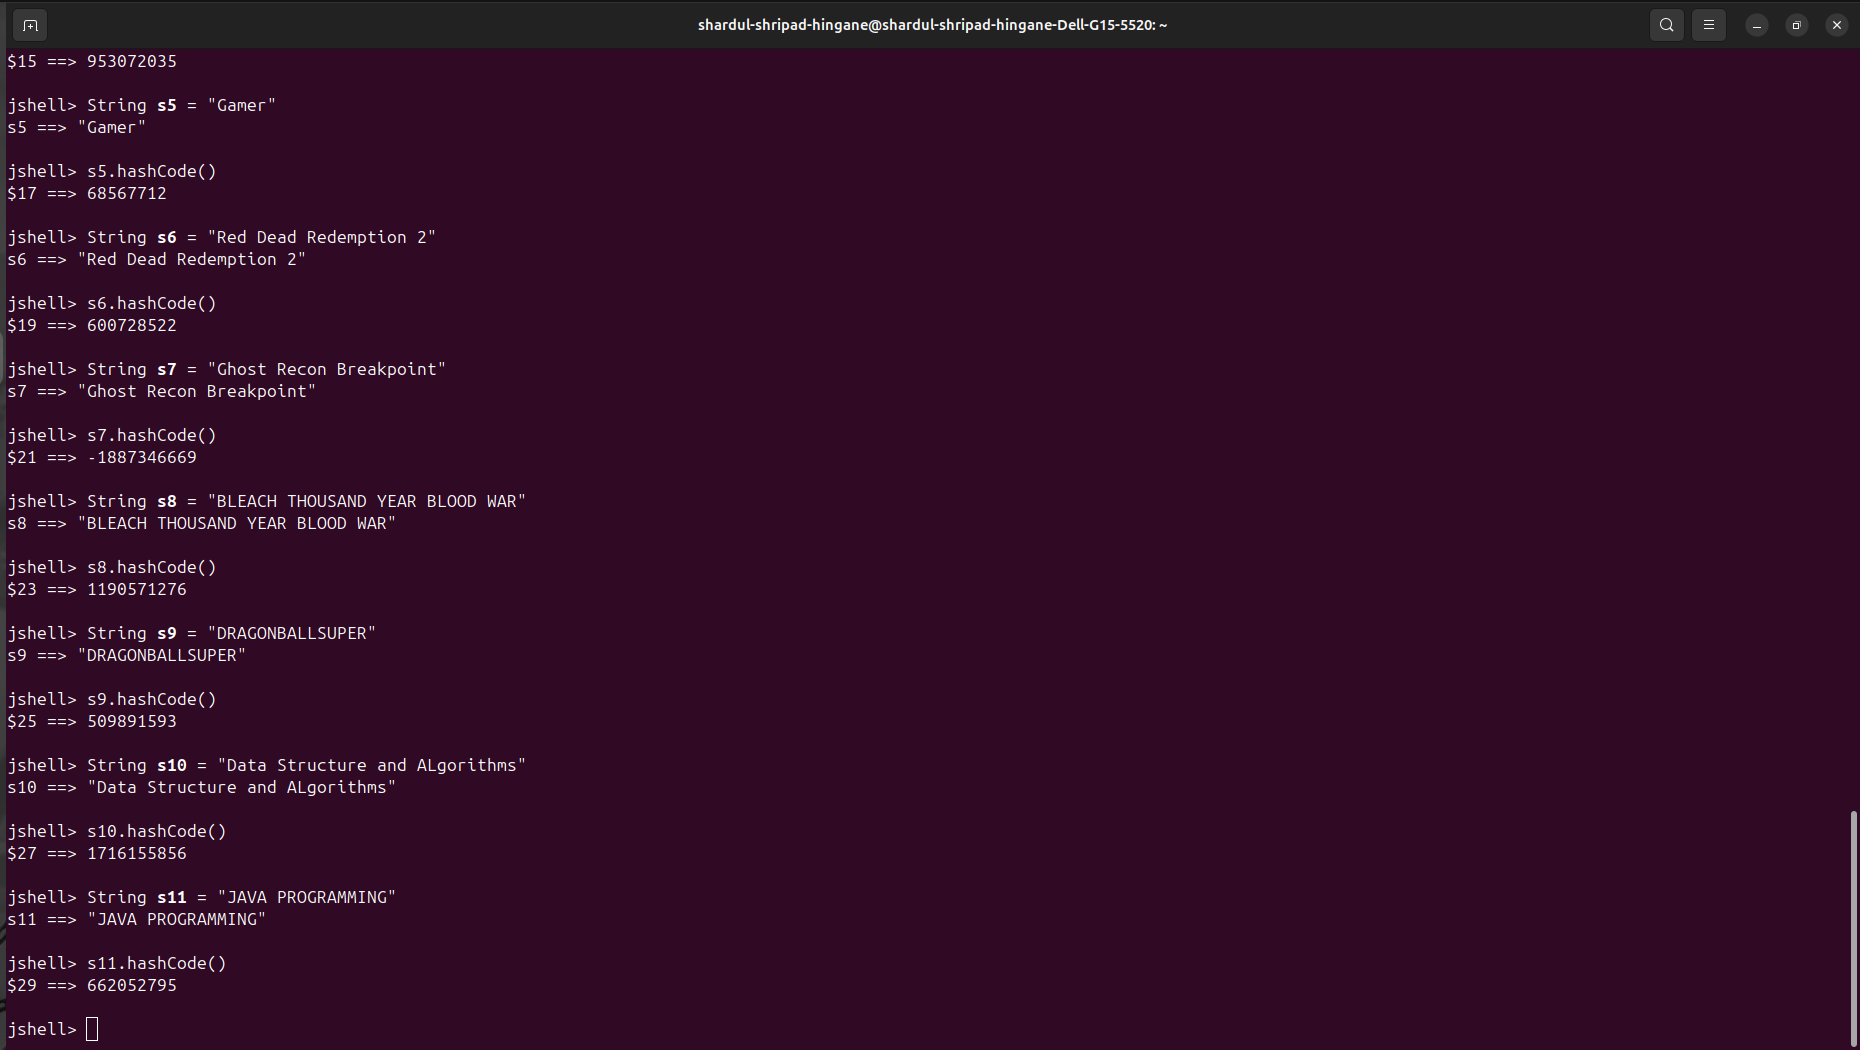 shardul-shripad-hingane@shardul-shripad-hingane-Dell-G15-5520: ~
$15 ==> 953072035
jshell> String s5 = "Gamer"
s5 ==> "Gamer"
jshell> s5.hashCode()
$17 ==> 68567712
jshell> String s6 = "Red Dead Redemption 2"
s6 ==> "Red Dead Redemption 2"
jshell> s6.hashCode()
$19 ==> 600728522
jshell> String s7 = "Ghost Recon Breakpoint"
s7 ==> "Ghost Recon Breakpoint"
jshell> s7.hashCode()
$21 ==> -1887346669
jshell> String s8 = "BLEACH THOUSAND YEAR BLOOD WAR"
s8 ==> "BLEACH THOUSAND YEAR BLOOD WAR"
jshell> s8.hashCode()
$23 ==> 1190571276
jshell> String s9 = "DRAGONBALLSUPER"
s9 ==> "DRAGONBALLSUPER"
jshell> s9.hashCode()
$25 ==> 509891593
jshell> String s10 = "Data Structure and ALgorithms"
s10 ==> "Data Structure and ALgorithms"
jshell> s10.hashCode()
$27 ==> 1716155856
jshell> String s11 = "JAVA PROGRAMMING"
s11 ==> "JAVA PROGRAMMING"
jshell> s11.hashCode()
$29 ==> 662052795
jshell>